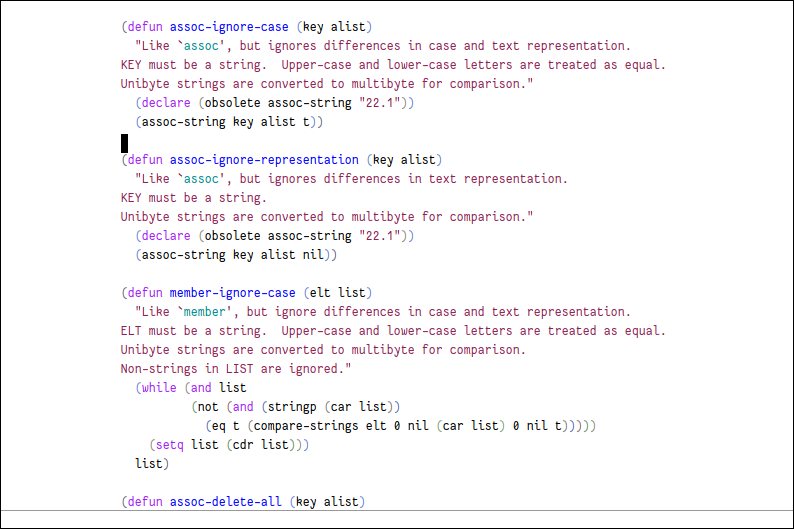 (defun assoc-ignore-case (key alist)
  "Like `assoc', but ignores differences in case and text representation.
KEY must be a string.  Upper-case and lower-case letters are treated as equal.
Unibyte strings are converted to multibyte for comparison."
  (declare (obsolete assoc-string "22.1"))
  (assoc-string key alist t))

(defun assoc-ignore-representation (key alist)
  "Like `assoc', but ignores differences in text representation.
KEY must be a string.
Unibyte strings are converted to multibyte for comparison."
  (declare (obsolete assoc-string "22.1"))
  (assoc-string key alist nil))

(defun member-ignore-case (elt list)
  "Like `member', but ignore differences in case and text representation.
ELT must be a string.  Upper-case and lower-case letters are treated as equal.
Unibyte strings are converted to multibyte for comparison.
Non-strings in LIST are ignored."
  (while (and list
          (not (and (stringp (car list))
            (eq t (compare-strings elt 0 nil (car list) 0 nil t)))))
    (setq list (cdr list)))
  list)

(defun assoc-delete-all (key alist)